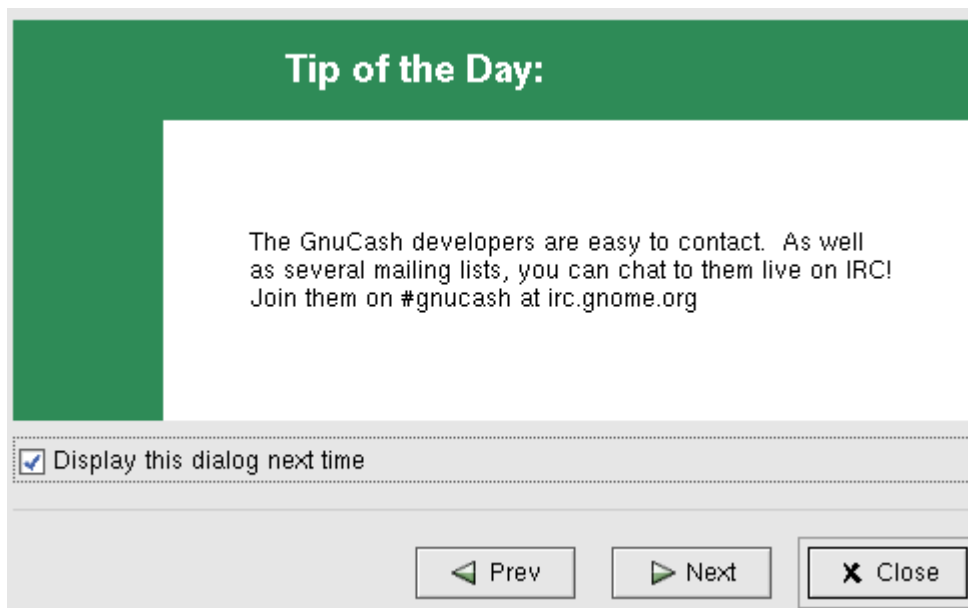 Tip of the Day:
The GnuCash developers are easy to contact.  As well
as several mailing lists, you can chat to them live on IRC!
Join them on #gnucash at irc.gnome.org
Display this dialog next time
Prev
Next
Close